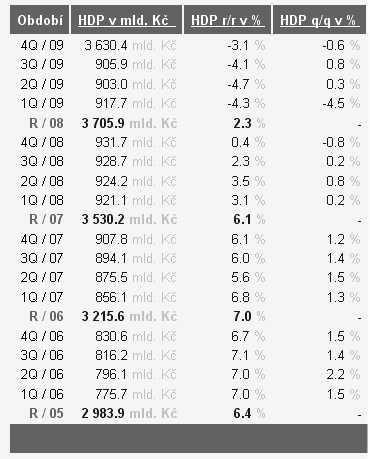 Období HDP v mld. Kč HDP r/r v % HDP q/q v %
4Q / 09 3 630.4 mld. Kč -3.1 % -0.6 %
3Q / 09 905.9 mld. Kč -4.1 % 0.8 %
2Q / 09 903.0 mld. Kč -4.7 % 0.3 %
1Q / 09 917.7 mld. Kč -4.3 % -4.5 %
R / 08 3 705.9 mld. Kč 2.3 % -
4Q / 08 931.7 mld. Kč 0.4 % -0.8 %
3Q / 08 928.7 mld. Kč 2.3 % 0.2 %
2Q / 08 924.2 mld. Kč 3.5 % 0.8 %
1Q / 08 921.1 mld. Kč 3.1 % 0.2 %
R / 07 3 530.2 mld. Kč 6.1 % -
4Q / 07 907.8 mld. Kč 6.1 % 1.2 %
3Q / 07 894.1 mld. Kč 6.0 % 1.4 %
2Q / 07 875.5 mld. Kč 5.6 % 1.5 %
1Q / 07 856.1 mld. Kč 6.8 % 1.3 %
R / 06 3 215.6 mld. Kč 7.0 % -
4Q / 06 830.6 mld. Kč 6.7 % 1.5 %
3Q / 06 816.2 mld. Kč 7.1 % 1.4 %
2Q / 06 796.1 mld. Kč 7.0 % 2.2 %
1Q / 06 775.7 mld. Kč 7.0 % 1.5 %
R / 05 2 983.9 mld. Kč 6.4 % -